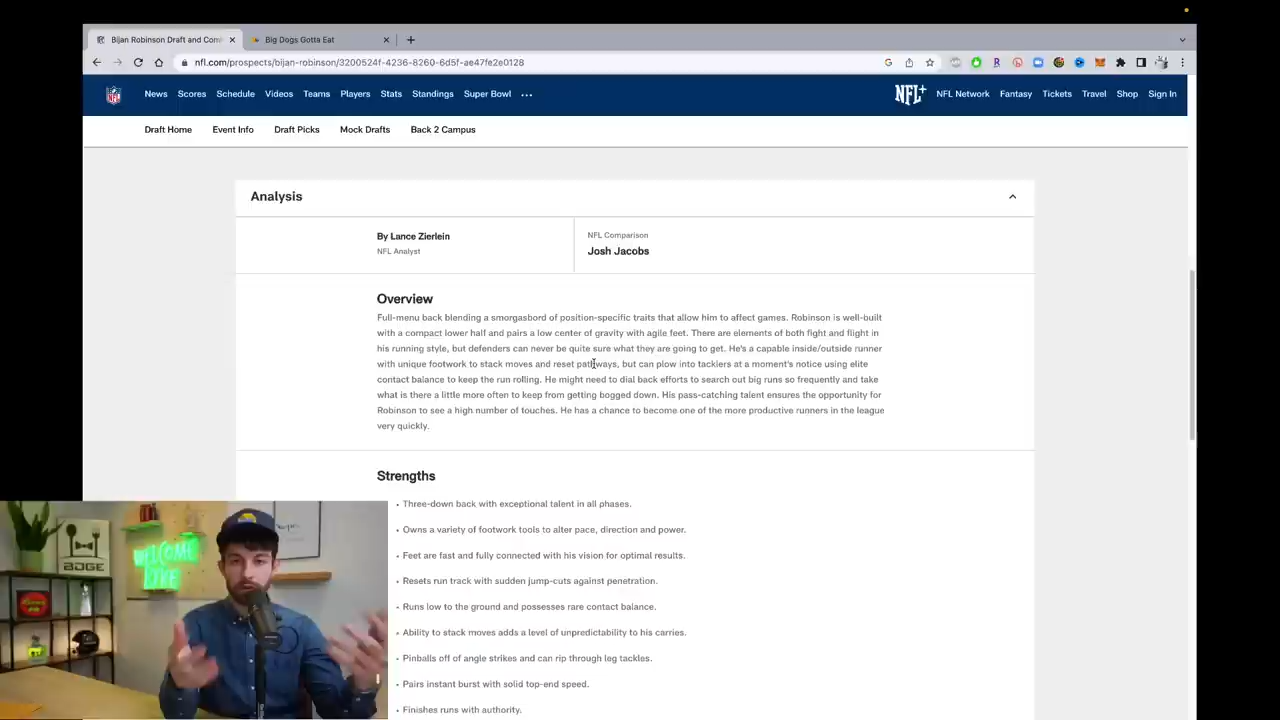 Bijan Robinson Draft and Com
Big Dogs Gotta Eat
nfl.com/prospects/bijan-robinson/3200524f-4236-8260-6d5f-ae47fe2e0128
News Scores Schedule Videos Teams Players Stats Standings Super Bowl ...
NFL+ NFL Network Fantasy Tickets Travel Shop Sign In
Draft Home Event Info Draft Picks Mock Drafts Back 2 Campus
Analysis
By Lance Zierlein
NFL Analyst
NFL Comparison
Josh Jacobs
Overview
Full-menu back blending a smorgasbord of position-specific traits that allow him to affect games. Robinson is well-built
with a compact lower half and pairs a low center of gravity with agile feet. There are elements of both fight and flight in
his running style, but defenders can never be quite sure what they are going to get. He's a capable inside/outside runner
with unique footwork to stack moves and reset pathways, but can plow into tacklers at a moment's notice using elite
contact balance to keep the run rolling. He might need to dial back efforts to search out big runs so frequently and take
what is there a little more often to keep from getting bogged down. His pass-catching talent ensures the opportunity for
Robinson to see a high number of touches. He has a chance to become one of the more productive runners in the league
very quickly.
Strengths
• Three-down back with exceptional talent in all phases.
• Owns a variety of footwork tools to alter pace, direction and power.
• Feet are fast and fully connected with his vision for optimal results.
• Resets run track with sudden jump-cuts against penetration.
• Runs low to the ground and possesses rare contact balance.
• Ability to stack moves adds a level of unpredictability to his carries.
• Pinballs off of angle strikes and can rip through leg tackles.
• Pairs instant burst with solid top-end speed.
• Finishes runs with authority.
BDGE
WELCOME
LOVE